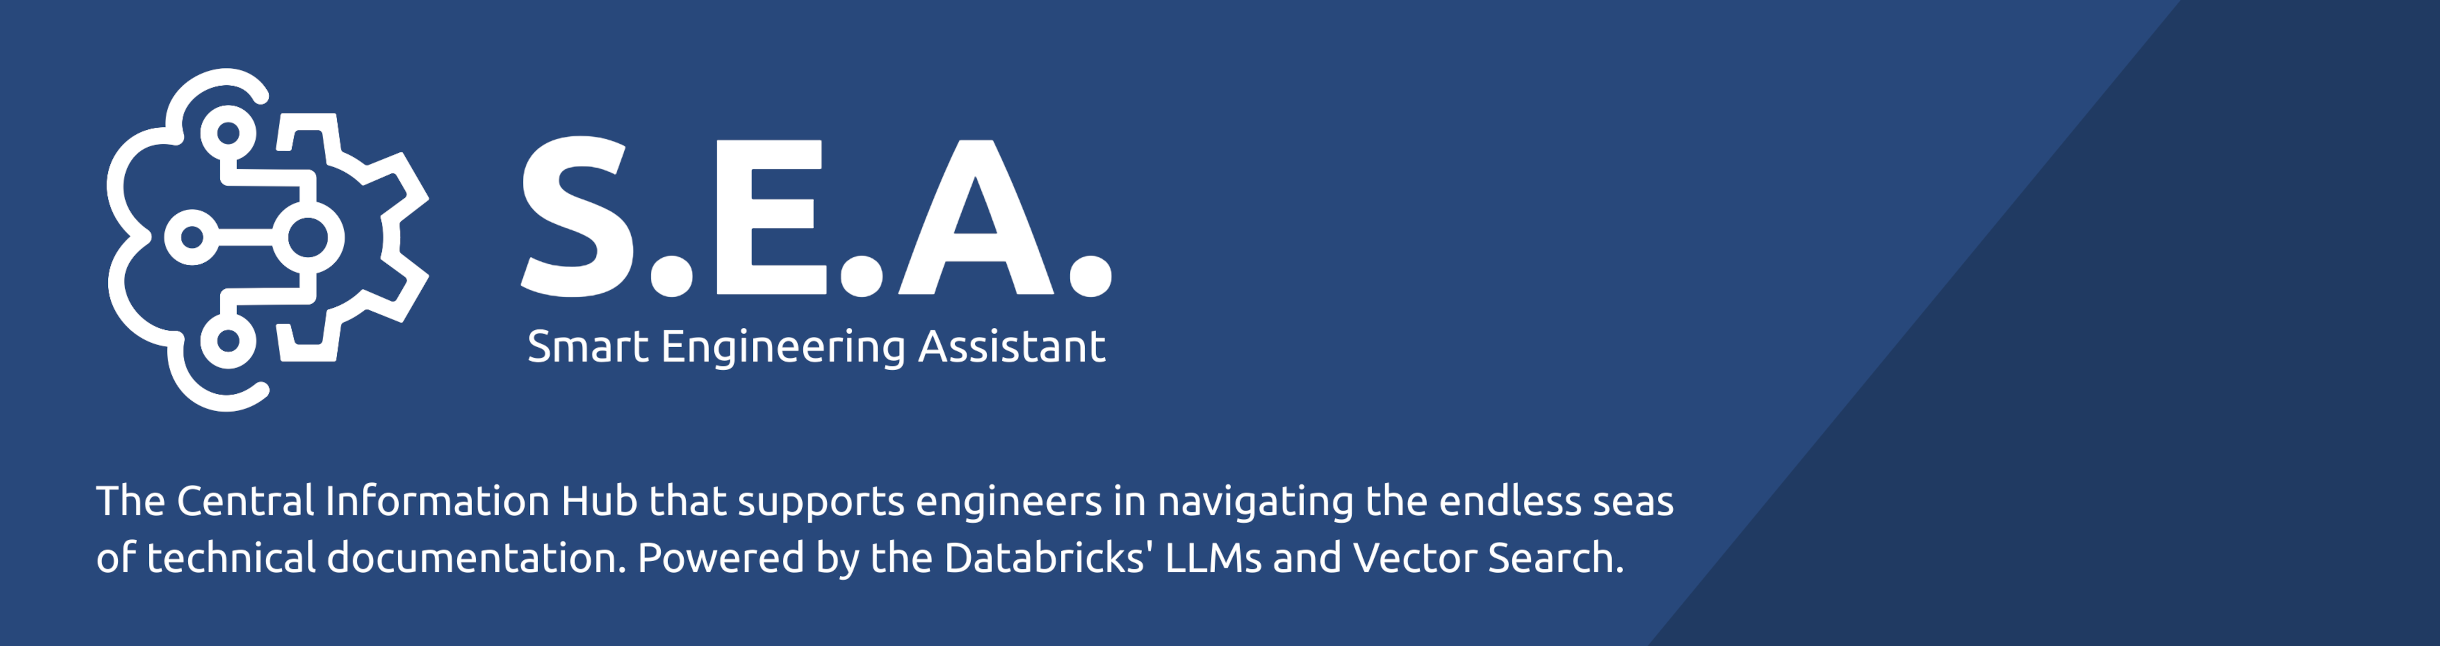 S.E.A.
Smart Engineering Assistant
The Central Information Hub that supports engineers in navigating the endless seas
of technical documentation. Powered by the Databricks' LLMs and Vector Search.